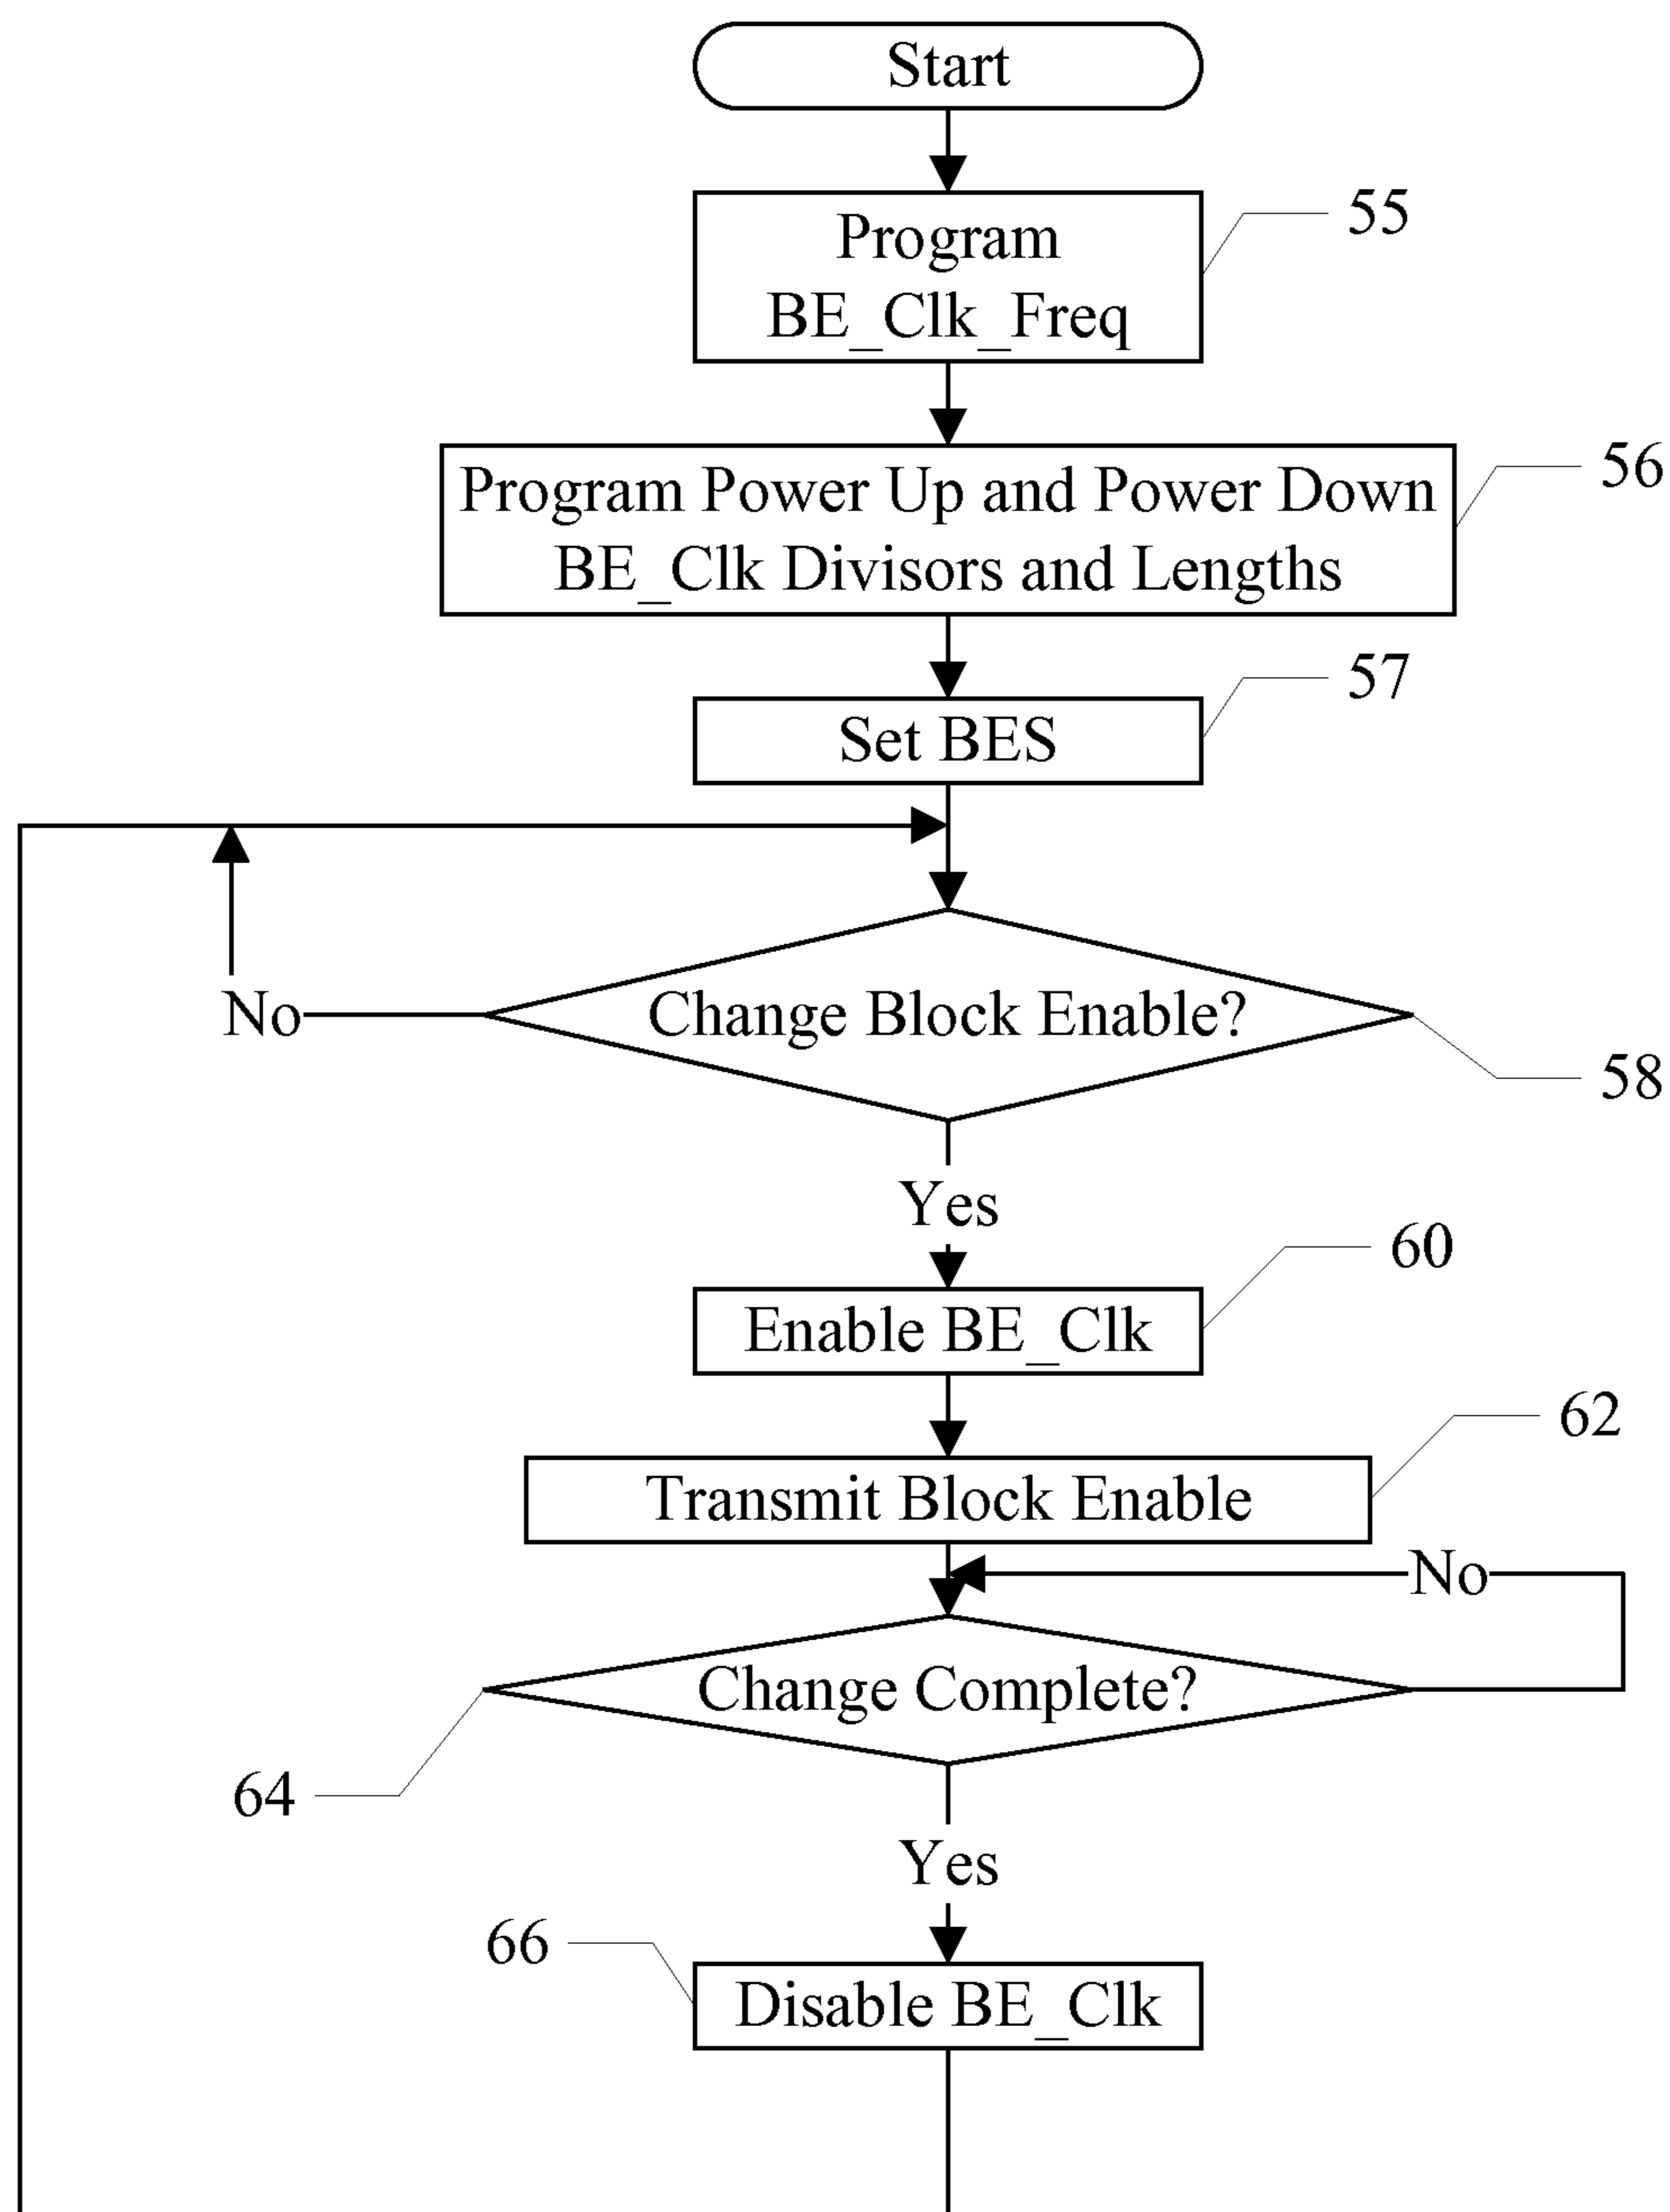 Start
Program
BE_Clk_Freq
55
Program Power Up and Power Down
BE_Clk Divisors and Lengths
56
Set BES
57
Change Block Enable?
No
58
Yes
Enable BE_Clk
60
Transmit Block Enable
62
No
Change Complete?
64
Yes
Disable BE_Clk
66